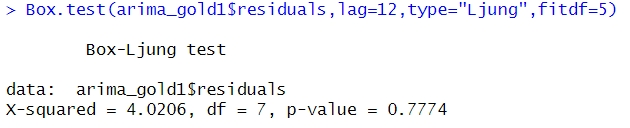 > Box.test(arima_gold1$residuals,lag=12,type="Ljung",fitdf=5)
Box-Ljung test
data:  arima_gold1$residuals
X-squared = 4.0206, df = 7, p-value = 0.7774